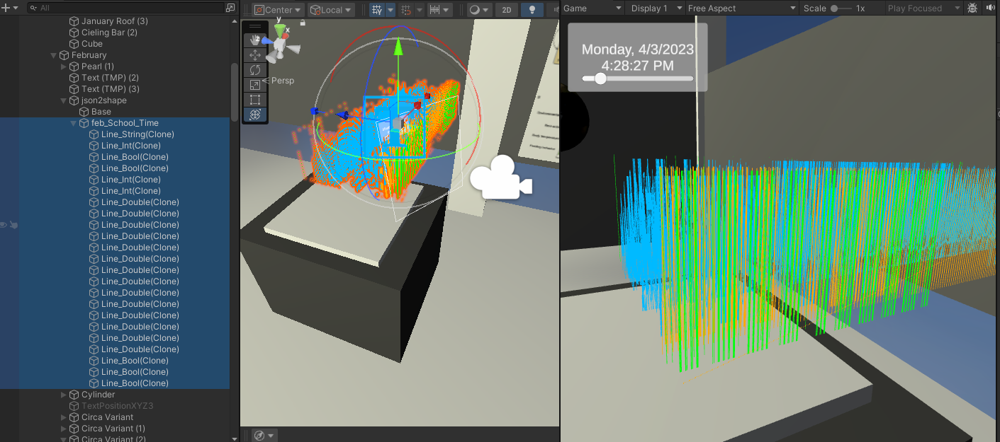 All
January Roof (3)
Cieling Bar (2)
Cube
February
Pearl (1)
Text (TMP) (2)
Text (TMP) (3)
json2shape
Base
feb_School_Time
Line_String(Clone)
Line_Int(Clone)
Line_Bool(Clone)
Line_Bool(Clone)
Line_Int(Clone)
Line_Int(Clone)
Line_Double(Clone)
Line_Double(Clone)
Line_Double(Clone)
Line_Double(Clone)
Line_Double(Clone)
Line_Double(Clone)
Line_Double(Clone)
Line_Double(Clone)
Line_Double(Clone)
Line_Double(Clone)
Line_Double(Clone)
Line_Double(Clone)
Line_Double(Clone)
Line_Double(Clone)
Line_Bool(Clone)
Line_Bool(Clone)
Line_Bool(Clone)
Cylinder
TextPositionXYZ3
Circa Variant
Circa Variant (1)
Circa Variant (2)
Center Local 2D
y
x
Persp
Game Display 1 Free Aspect Scale 1x Play Focused
Monday, 4/3/2023
4:28:27 PM